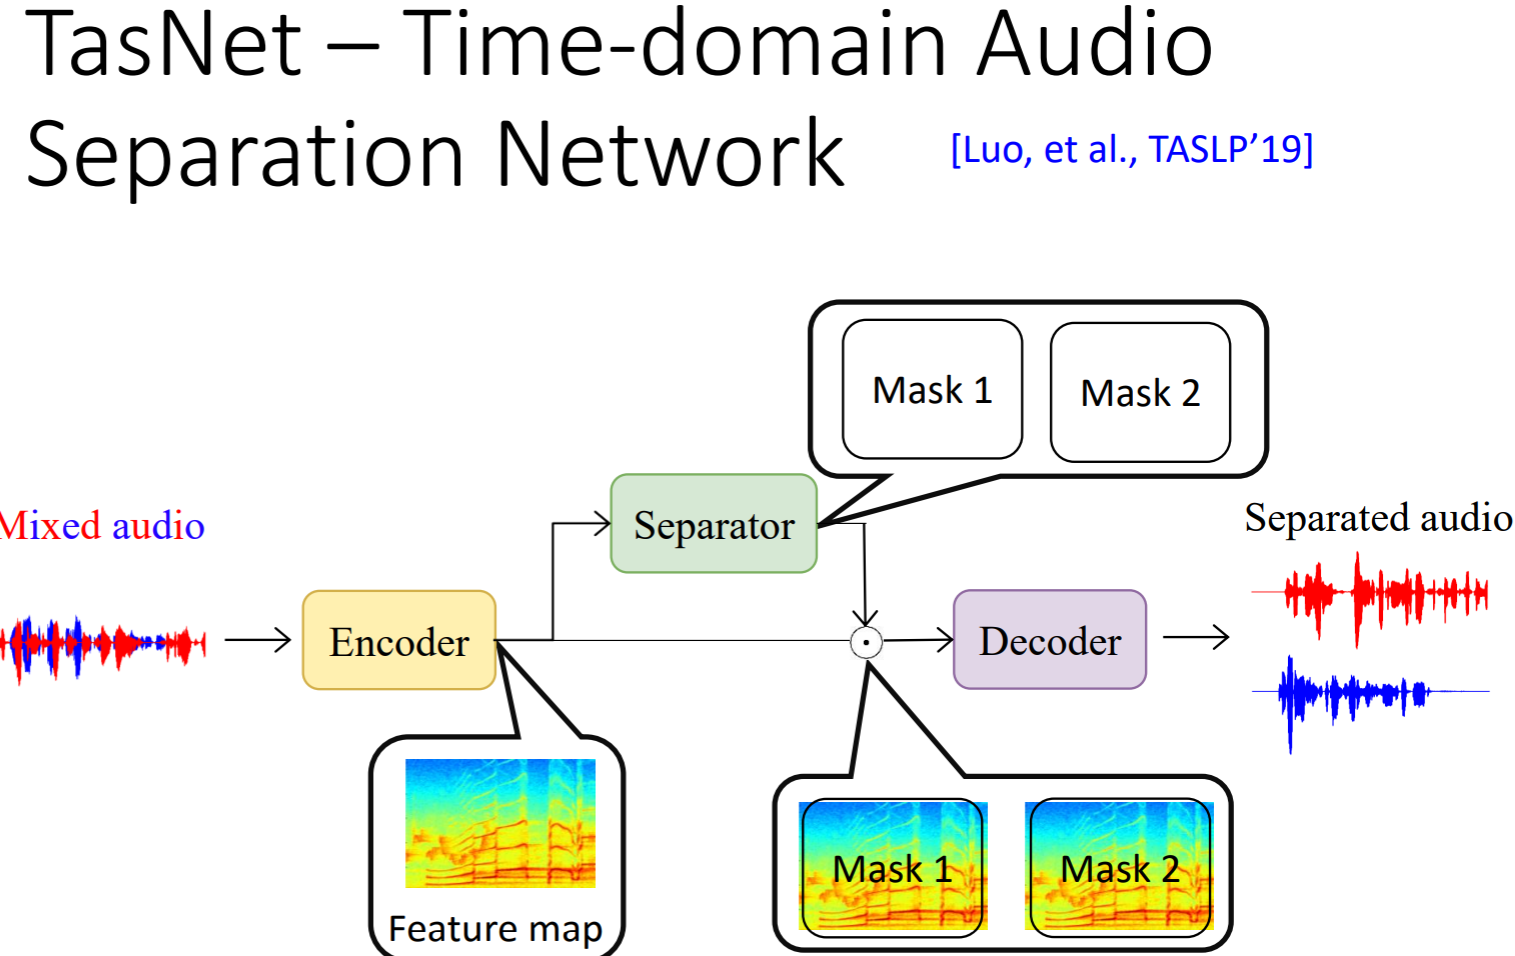 TasNet – Time-domain Audio
Separation Network
[Luo, et al., TASLP’19]
Mask 1
Mask 2
Separator
Mixed audio
Separated audio
Encoder
Decoder
Mask 1
Mask 2
Feature map